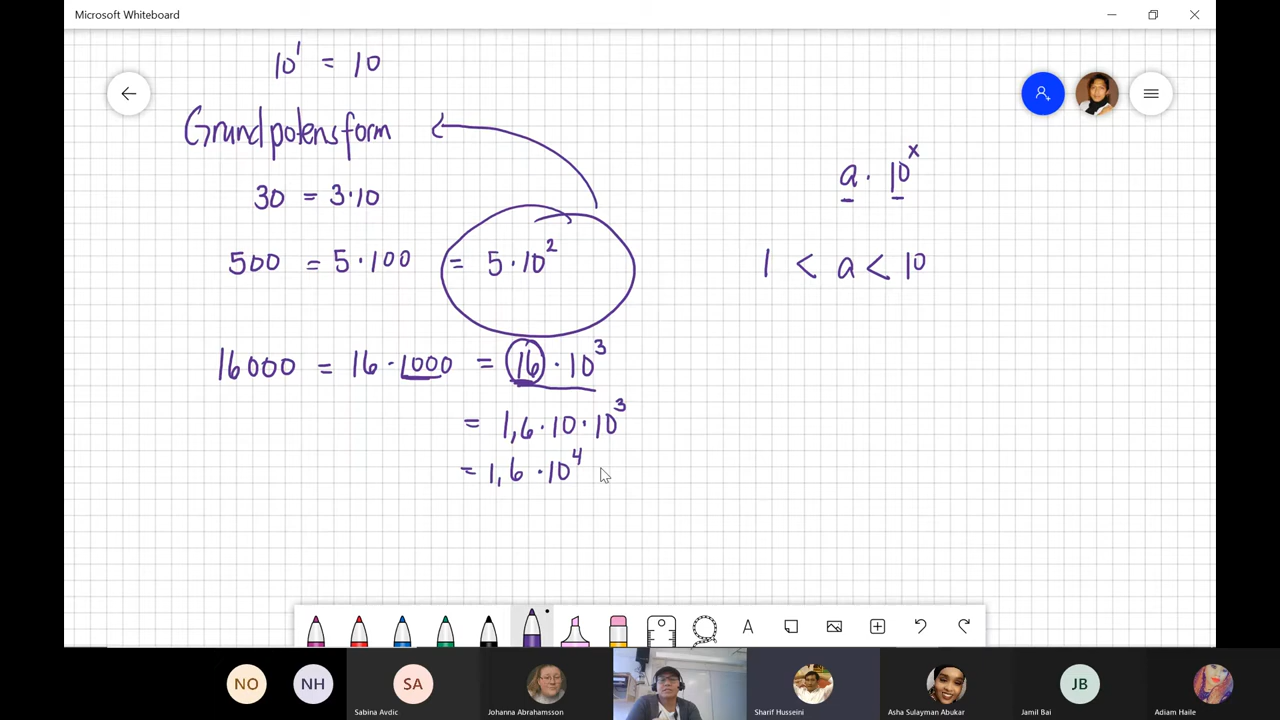 Microsoft Whiteboard
10¹ = 10
Grundpotensform
a · 10ˣ
30 = 3·10
500 = 5·100 = 5·10²
1 < a < 10
16000 = 16·1000 = 16·10³
= 1,6·10·10³
= 1,6·10⁴
A
NO NH SA JB
Sabina Avdic Johanna Abrahamsson Sharif Husseini Asha Sulayman Abukar Jamil Bai Adiam Haile